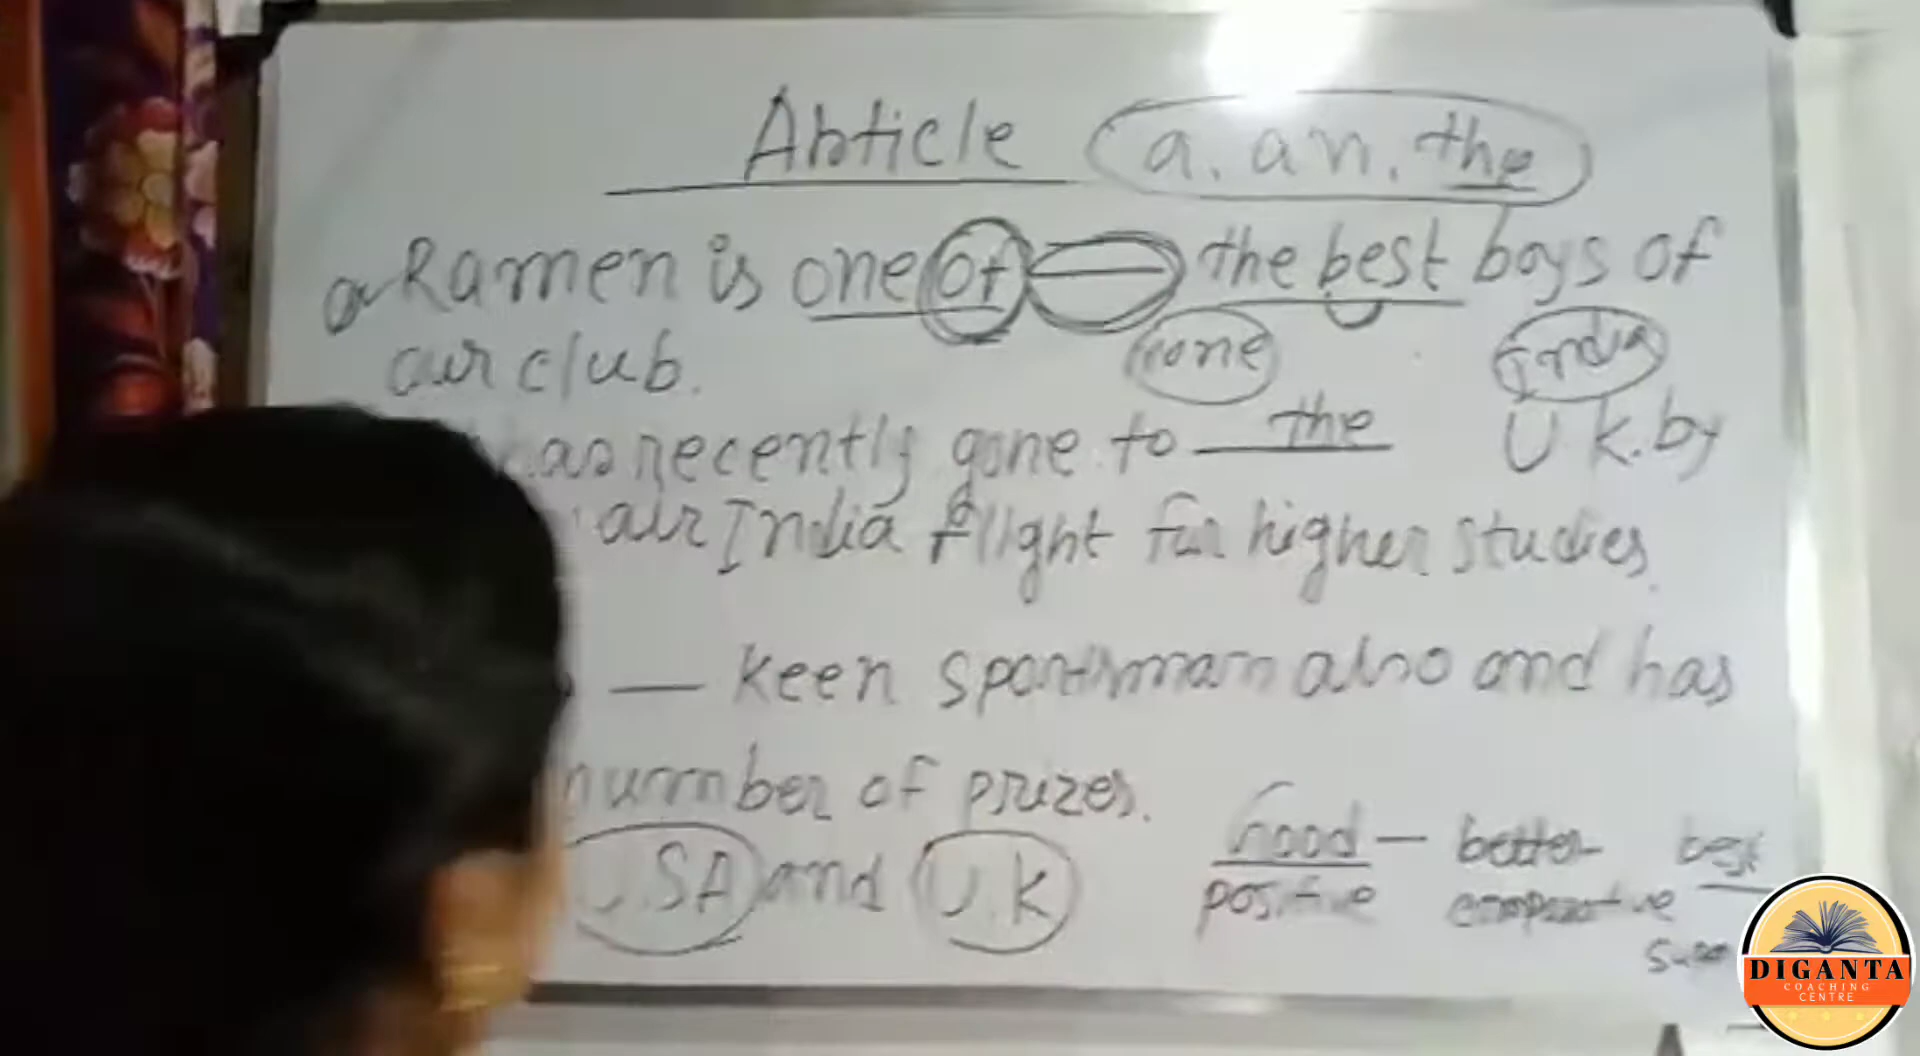 Article a. an. the
a Ramen is one of the best boys of
none India
our club.
has recently gone to the U.K. by
air India flight for higher studies.
keen sportsman also and has
number of prizes.
U.SA and U.K
Good — better best
positive comparative
DIGANTA
COACHING
CENTRE